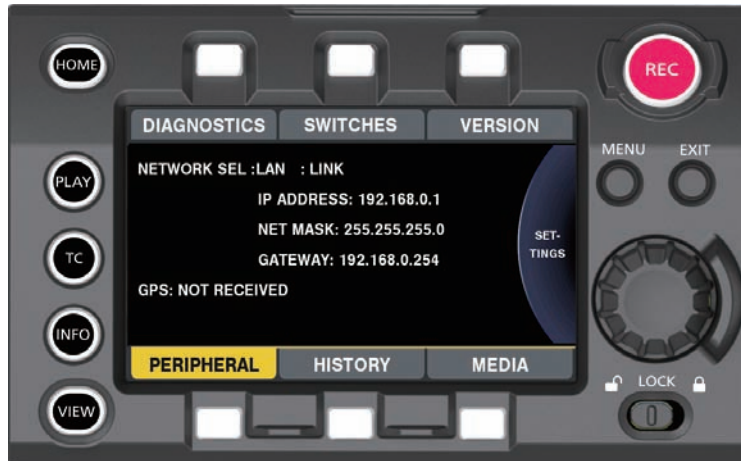 HOME
REC
DIAGNOSTICS SWITCHES VERSION
MENU EXIT
NETWORK SEL :LAN : LINK
PLAY
IP ADDRESS: 192.168.0.1
NET MASK: 255.255.255.0
SET-
TINGS
TC
GATEWAY: 192.168.0.254
GPS: NOT RECEIVED
INFO
PERIPHERAL HISTORY MEDIA
LOCK
VIEW